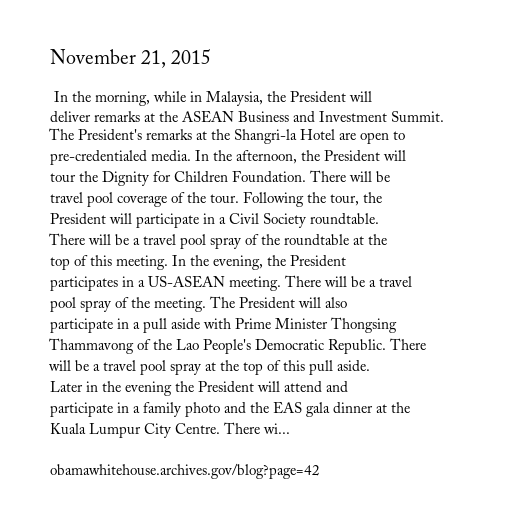 November 21, 2015
In the morning, while in Malaysia, the President will
deliver remarks at the ASEAN Business and Investment Summit.
The President's remarks at the Shangri-la Hotel are open to
pre-credentialed media. In the afternoon, the President will
tour the Dignity for Children Foundation. There will be
travel pool coverage of the tour. Following the tour, the
President will participate in a Civil Society roundtable.
There will be a travel pool spray of the roundtable at the
top of this meeting. In the evening, the President
participates in a US-ASEAN meeting. There will be a travel
pool spray of the meeting. The President will also
participate in a pull aside with Prime Minister Thongsing
Thammavong of the Lao People's Democratic Republic. There
will be a travel pool spray at the top of this pull aside.
Later in the evening the President will attend and
participate in a family photo and the EAS gala dinner at the
Kuala Lumpur City Centre. There wi...
obamawhitehouse.archives.gov/blog?page=42